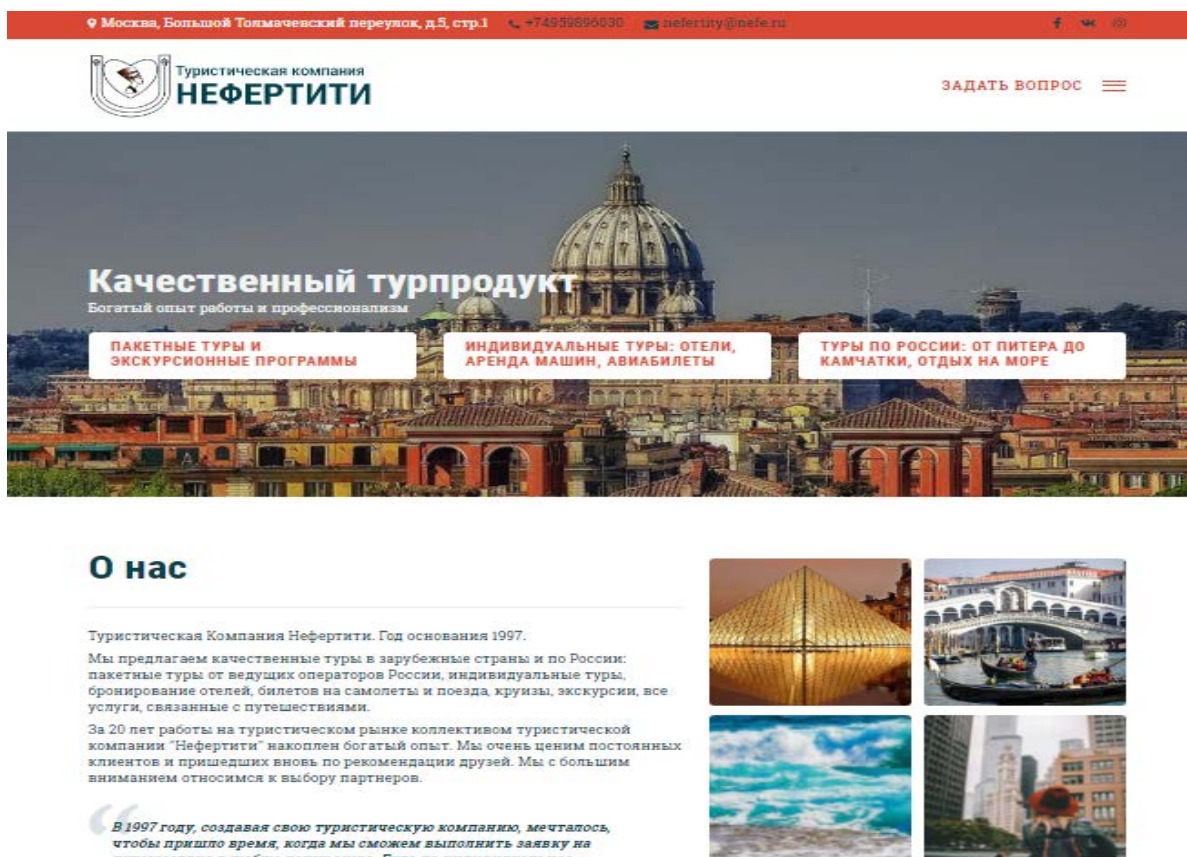 Москва, Большой Толмачевский переулок, д.5, стр.1 +74959896030 nefertity@nefe.ru
Туристическая компания
НЕФЕРТИТИ
ЗАДАТЬ ВОПРОС
Качественный турпродукт
Богатый опыт работы и профессионализм
ПАКЕТНЫЕ ТУРЫ И
ЭКСКУРСИОННЫЕ ПРОГРАММЫ
ИНДИВИДУАЛЬНЫЕ ТУРЫ: ОТЕЛИ,
АРЕНДА МАШИН, АВИАБИЛЕТЫ
ТУРЫ ПО РОССИИ: ОТ ПИТЕРА ДО
КАМЧАТКИ, ОТДЫХ НА МОРЕ
О нас
Туристическая Компания Нефертити. Год основания 1997.
Мы предлагаем качественные туры в зарубежные страны и по России:
пакетные туры от ведущих операторов России, индивидуальные туры,
бронирование отелей, билетов на самолеты и поезда, круизы, экскурсии, все
услуги, связанные с путешествиями.
За 20 лет работы на туристическом рынке коллективом туристической
компании "Нефертити" накоплен богатый опыт. Мы очень ценим постоянных
клиентов и пришедших вновь по рекомендации друзей. Мы с большим
вниманием относимся к выбору партнеров.
В 1997 году, создавая свою туристическую компанию, мечталось,
чтобы пришло время, когда мы сможем выполнить заявку на